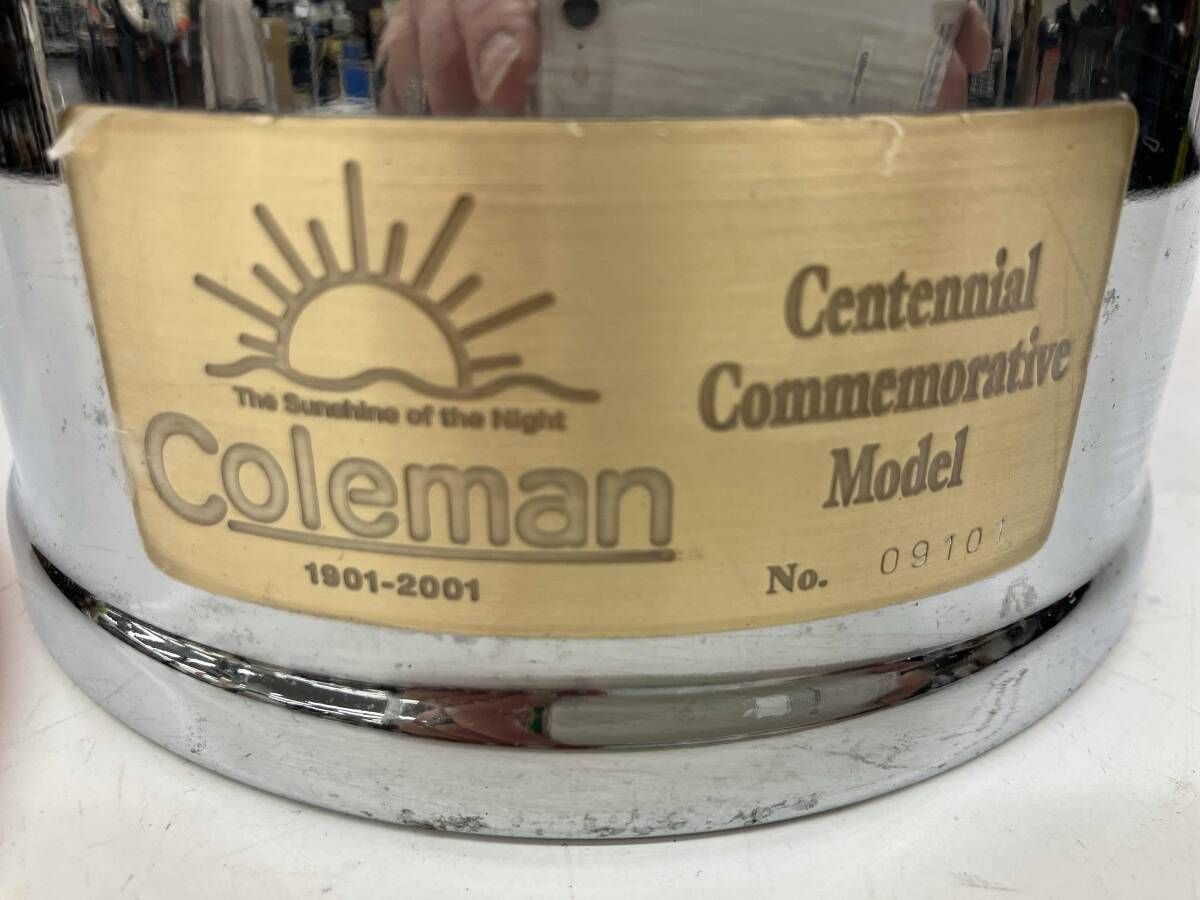 The Sunshine of the Night
Coleman
1901-2001
Centennial
Commemorative
Model
No. 09101